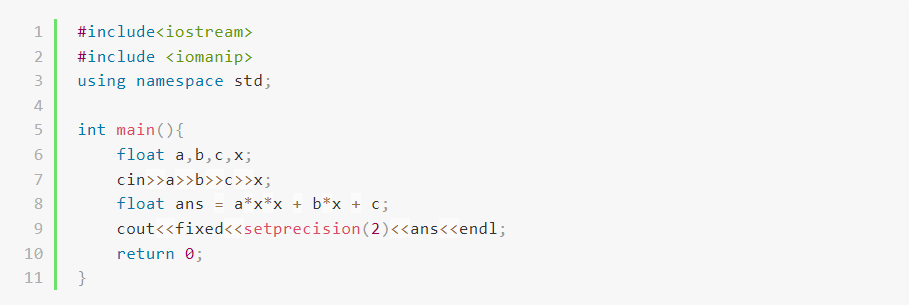 1 #include<iostream>
2 #include <iomanip>
3 using namespace std;
4
5 int main(){
6     float a,b,c,x;
7     cin>>a>>b>>c>>x;
8     float ans = a*x*x + b*x + c;
9     cout<<fixed<<setprecision(2)<<ans<<endl;
10     return 0;
11 }